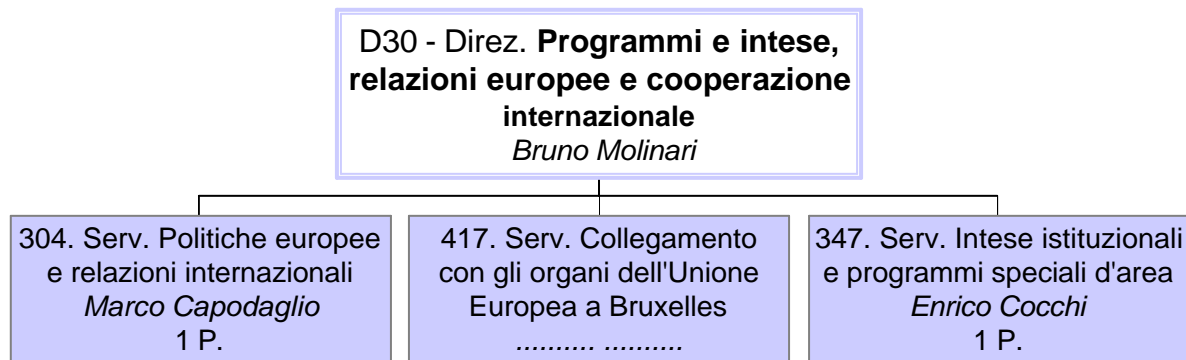 D30 - Direz. Programmi e intese,
relazioni europee e cooperazione
internazionale
Bruno Molinari
304. Serv. Politiche europee
e relazioni internazionali
Marco Capodaglio
1 P.
417. Serv. Collegamento
con gli organi dell'Unione
Europea a Bruxelles
.......... ..........
347. Serv. Intese istituzionali
e programmi speciali d'area
Enrico Cocchi
1 P.